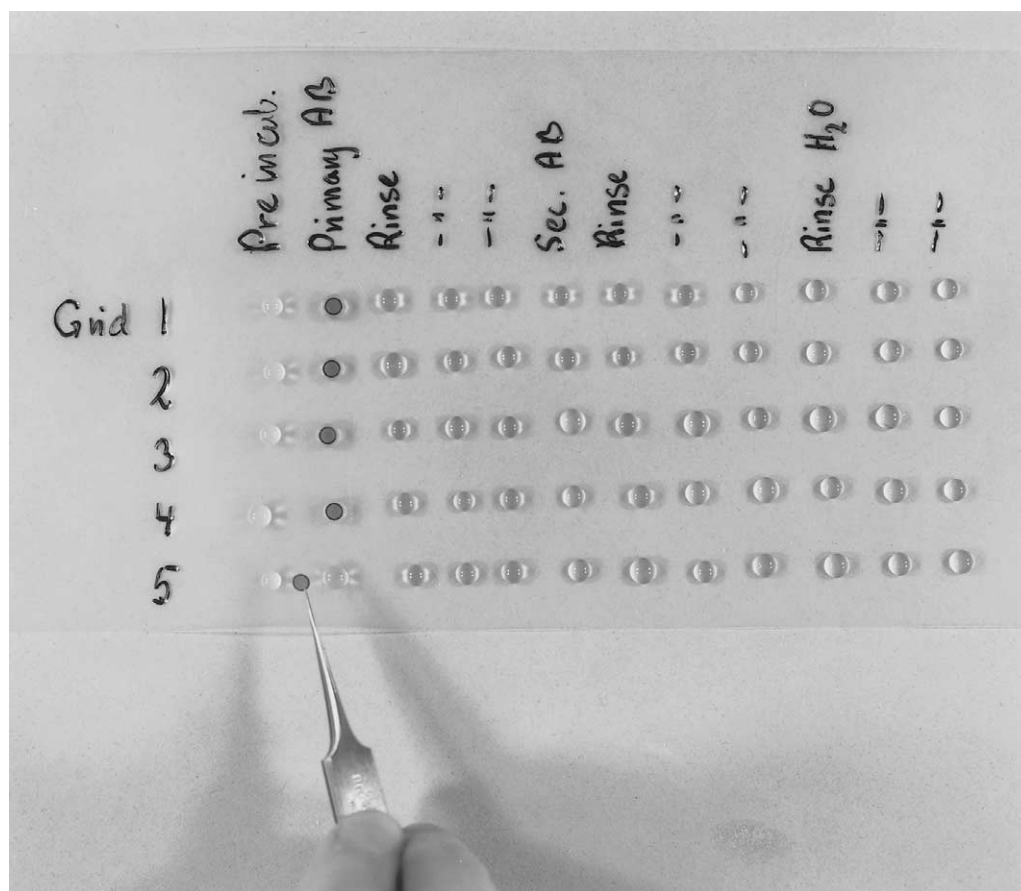 Preincub.
Primary AB
Rinse
-"-
-"-
Sec. AB
Rinse
-"-
-"-
Rinse H₂O
-"-
-"-
Grid 1
2
3
4
5